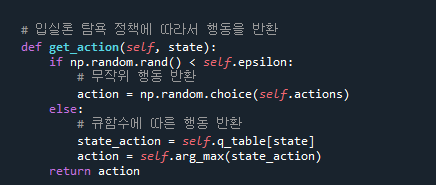 # 입실론 탐욕 정책에 따라서 행동을 반환
def get_action(self, state):
    if np.random.rand() < self.epsilon:
        # 무작위 행동 반환
        action = np.random.choice(self.actions)
    else:
        # 큐함수에 따른 행동 반환
        state_action = self.q_table[state]
        action = self.arg_max(state_action)
    return action